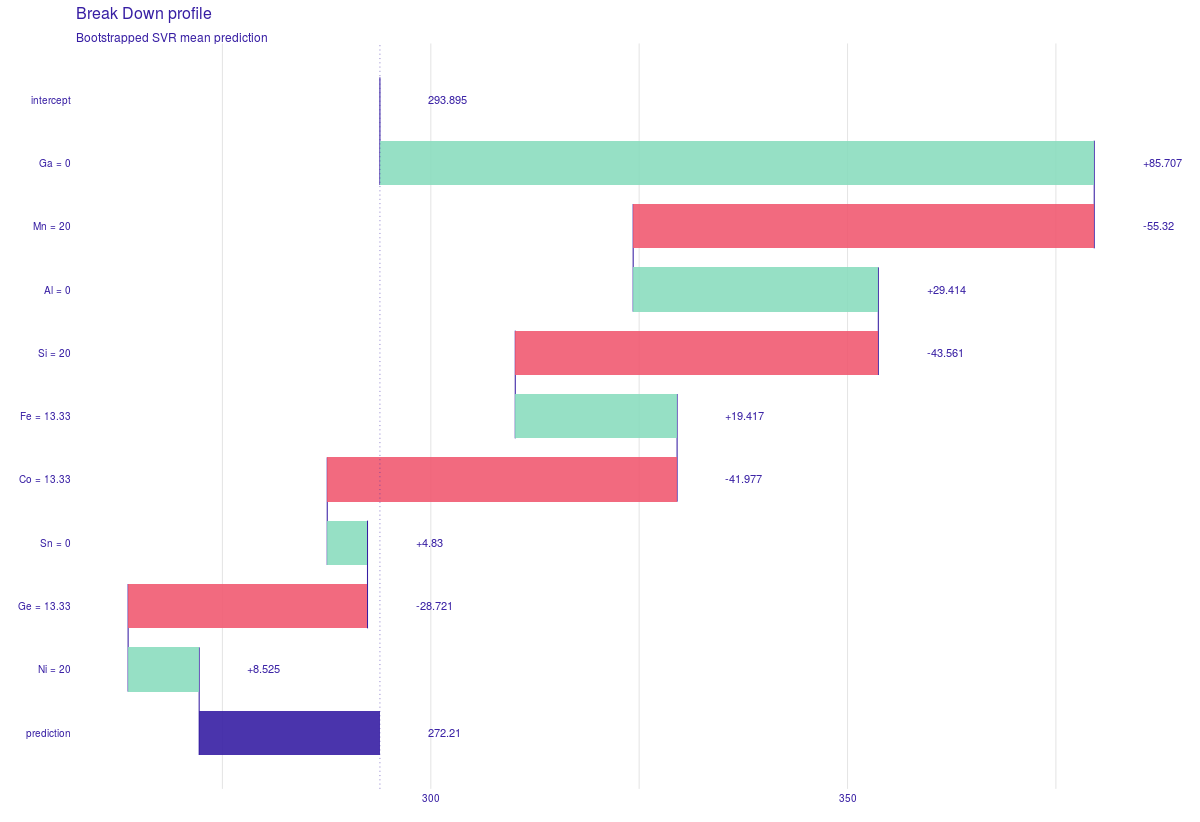 Break Down profile
Bootstrapped SVR mean prediction
intercept 293.895
Ga = 0 +85.707
Mn = 20 -55.32
Al = 0 +29.414
Si = 20 -43.561
Fe = 13.33 +19.417
Co = 13.33 -41.977
Sn = 0 +4.83
Ge = 13.33 -28.721
Ni = 20 +8.525
prediction 272.21
300 350